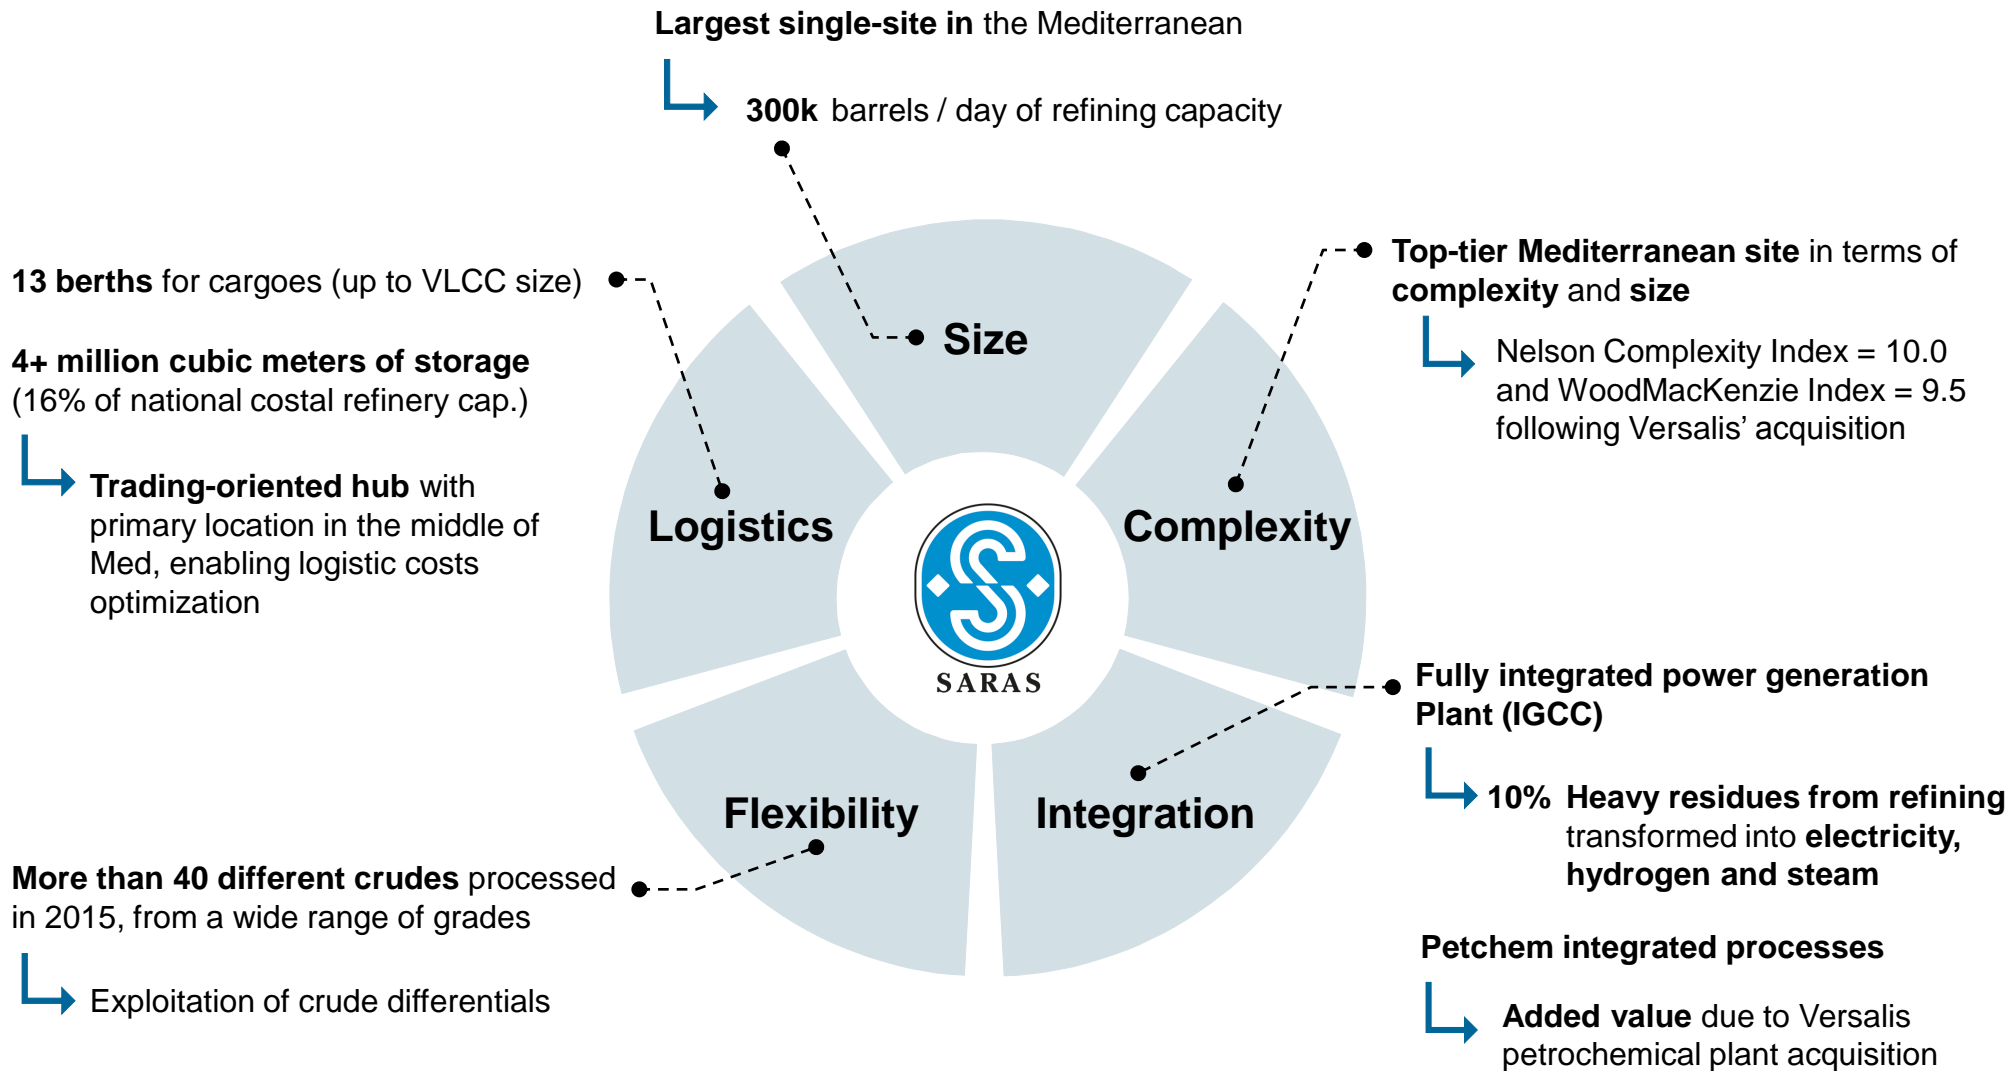 Largest single-site in the Mediterranean
300k barrels / day of refining capacity
13 berths for cargoes (up to VLCC size)
4+ million cubic meters of storage
(16% of national costal refinery cap.)
Trading-oriented hub with
primary location in the middle of
Med, enabling logistic costs
optimization
Size
Top-tier Mediterranean site in terms of
complexity and size
Nelson Complexity Index = 10.0
and WoodMacKenzie Index = 9.5
following Versalis’ acquisition
Logistics
Complexity
SARAS
Flexibility
Integration
Fully integrated power generation
Plant (IGCC)
10% Heavy residues from refining
transformed into electricity,
hydrogen and steam
More than 40 different crudes processed
in 2015, from a wide range of grades
Exploitation of crude differentials
Petchem integrated processes
Added value due to Versalis
petrochemical plant acquisition